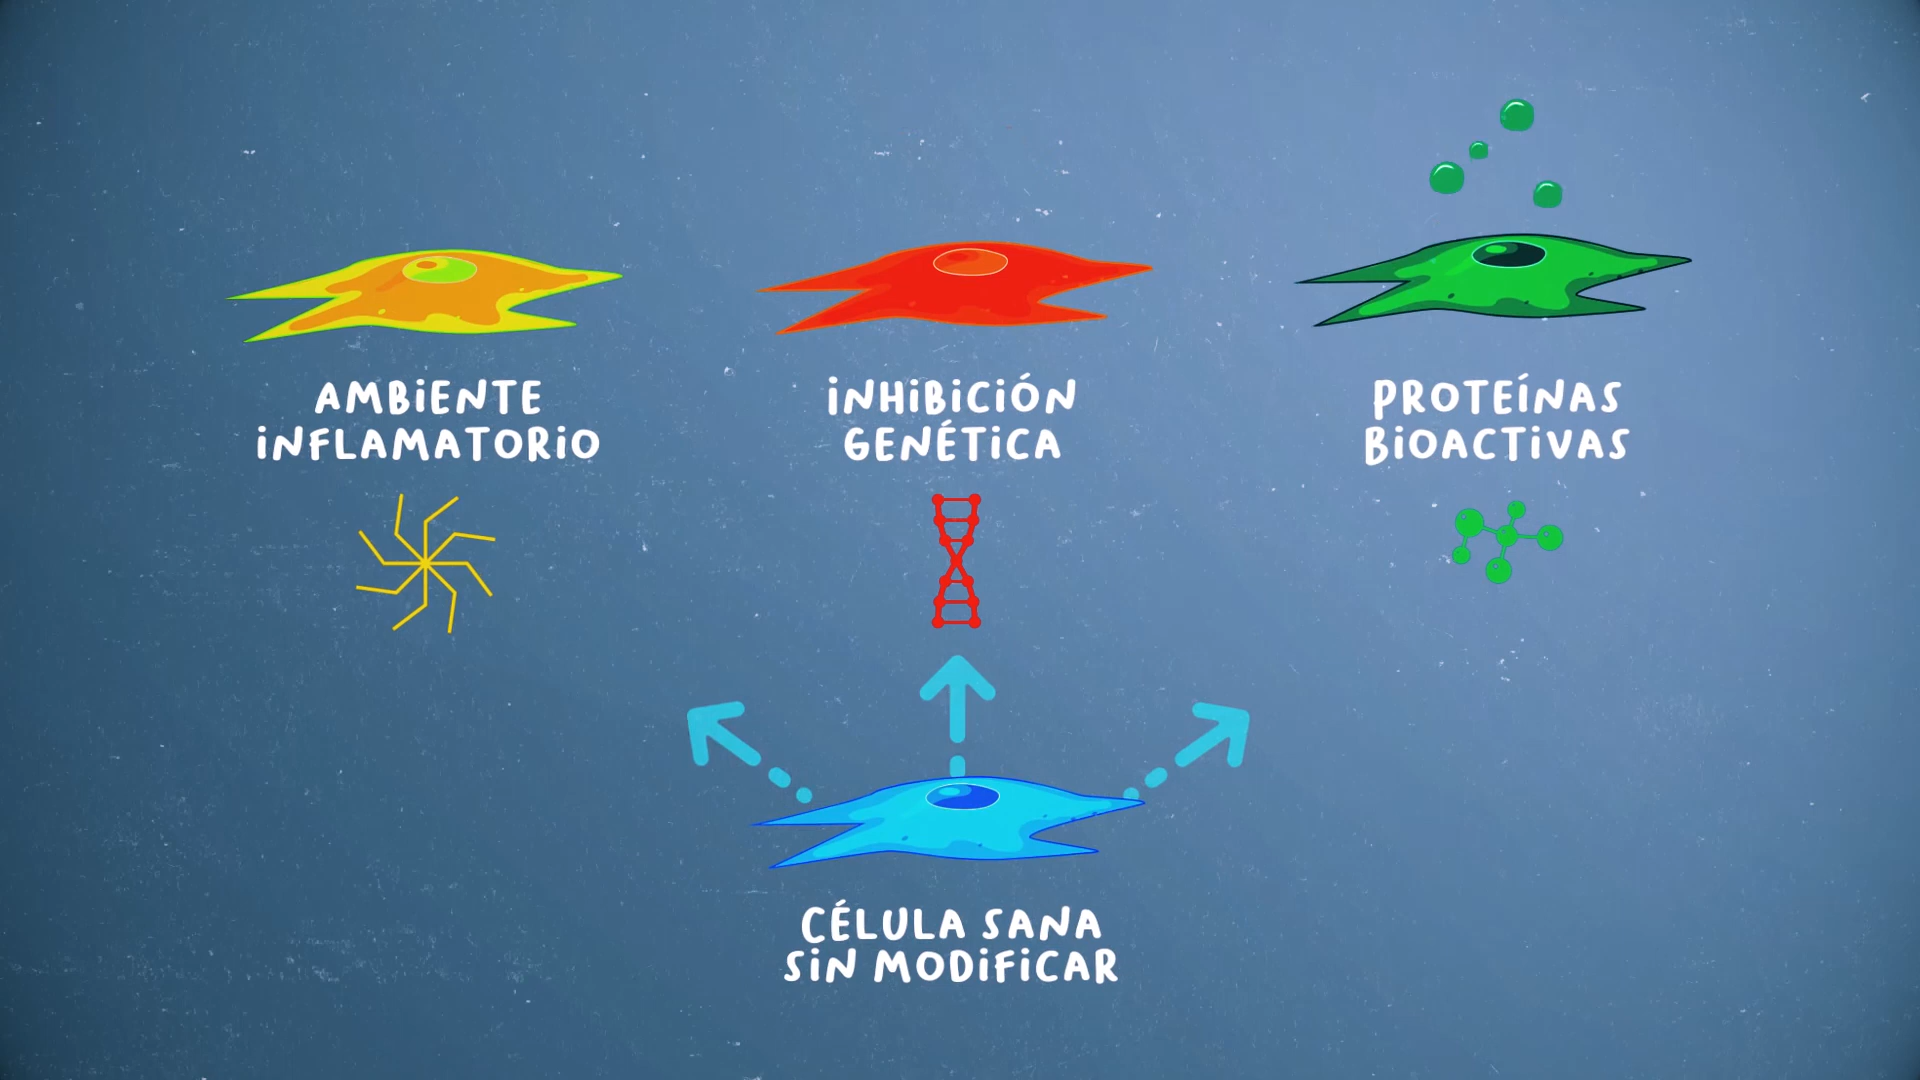 AMBIENTE
INFLAMATORIO
INHIBICIÓN
GENÉTICA
PROTEÍNAS
BIOACTIVAS
CÉLULA SANA
SIN MODIFICAR